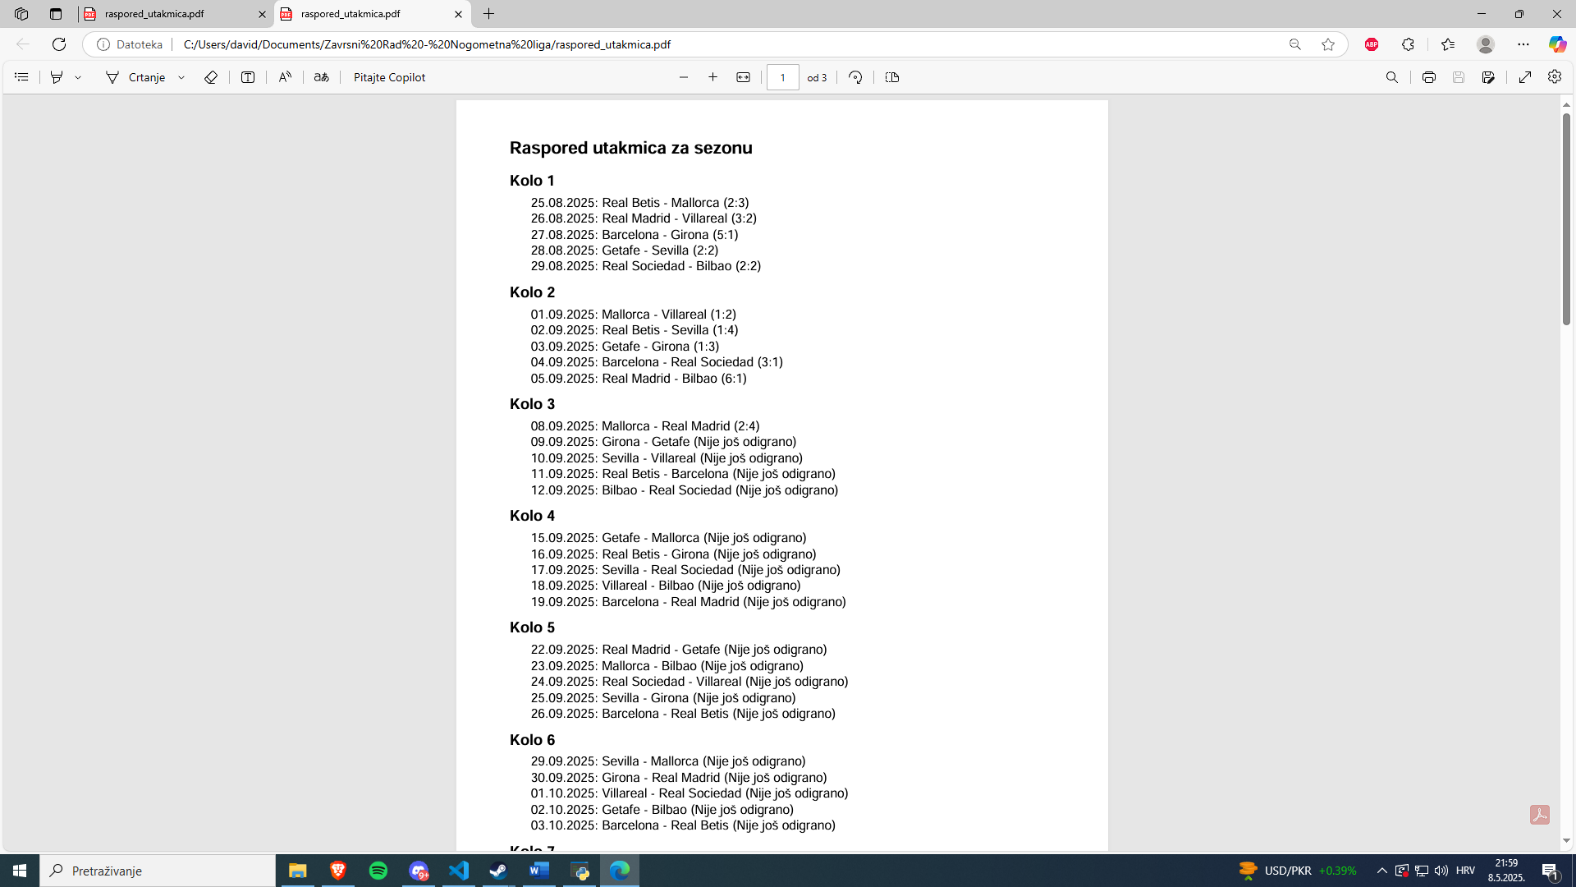 raspored_utakmica.pdf
raspored_utakmica.pdf
Datoteka
C:/Users/david/Documents/Zavrsni%20Rad%20-%20Nogometna%20liga/raspored_utakmica.pdf
ABP
Crtanje
aあ
Pitajte Copilot
1
od 3
Raspored utakmica za sezonu
Kolo 1
25.08.2025: Real Betis - Mallorca (2:3)
26.08.2025: Real Madrid - Villareal (3:2)
27.08.2025: Barcelona - Girona (5:1)
28.08.2025: Getafe - Sevilla (2:2)
29.08.2025: Real Sociedad - Bilbao (2:2)
Kolo 2
01.09.2025: Mallorca - Villareal (1:2)
02.09.2025: Real Betis - Sevilla (1:4)
03.09.2025: Getafe - Girona (1:3)
04.09.2025: Barcelona - Real Sociedad (3:1)
05.09.2025: Real Madrid - Bilbao (6:1)
Kolo 3
08.09.2025: Mallorca - Real Madrid (2:4)
09.09.2025: Girona - Getafe (Nije još odigrano)
10.09.2025: Sevilla - Villareal (Nije još odigrano)
11.09.2025: Real Betis - Barcelona (Nije još odigrano)
12.09.2025: Bilbao - Real Sociedad (Nije još odigrano)
Kolo 4
15.09.2025: Getafe - Mallorca (Nije još odigrano)
16.09.2025: Real Betis - Girona (Nije još odigrano)
17.09.2025: Sevilla - Real Sociedad (Nije još odigrano)
18.09.2025: Villareal - Bilbao (Nije još odigrano)
19.09.2025: Barcelona - Real Madrid (Nije još odigrano)
Kolo 5
22.09.2025: Real Madrid - Getafe (Nije još odigrano)
23.09.2025: Mallorca - Bilbao (Nije još odigrano)
24.09.2025: Real Sociedad - Villareal (Nije još odigrano)
25.09.2025: Sevilla - Girona (Nije još odigrano)
26.09.2025: Barcelona - Real Betis (Nije još odigrano)
Kolo 6
29.09.2025: Sevilla - Mallorca (Nije još odigrano)
30.09.2025: Girona - Real Madrid (Nije još odigrano)
01.10.2025: Villareal - Real Sociedad (Nije još odigrano)
02.10.2025: Getafe - Bilbao (Nije još odigrano)
03.10.2025: Barcelona - Real Betis (Nije još odigrano)
Kolo 7
Pretraživanje
USD/PKR +0.39%
HRV
21:59
8.5.2025.
1